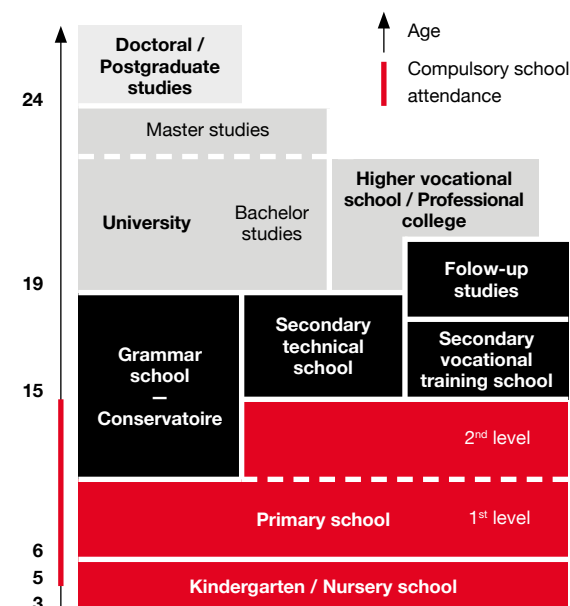 Doctoral /
Postgraduate
studies
Age
Compulsory school
attendance
24
Master studies
University
Bachelor
studies
Higher vocational
school / Professional
college
19
Folow-up
studies
Grammar
school
—
Conservatoire
Secondary
technical
school
Secondary
vocational
training school
15
2nd level
Primary school
1st level
6
5
Kindergarten / Nursery school
3